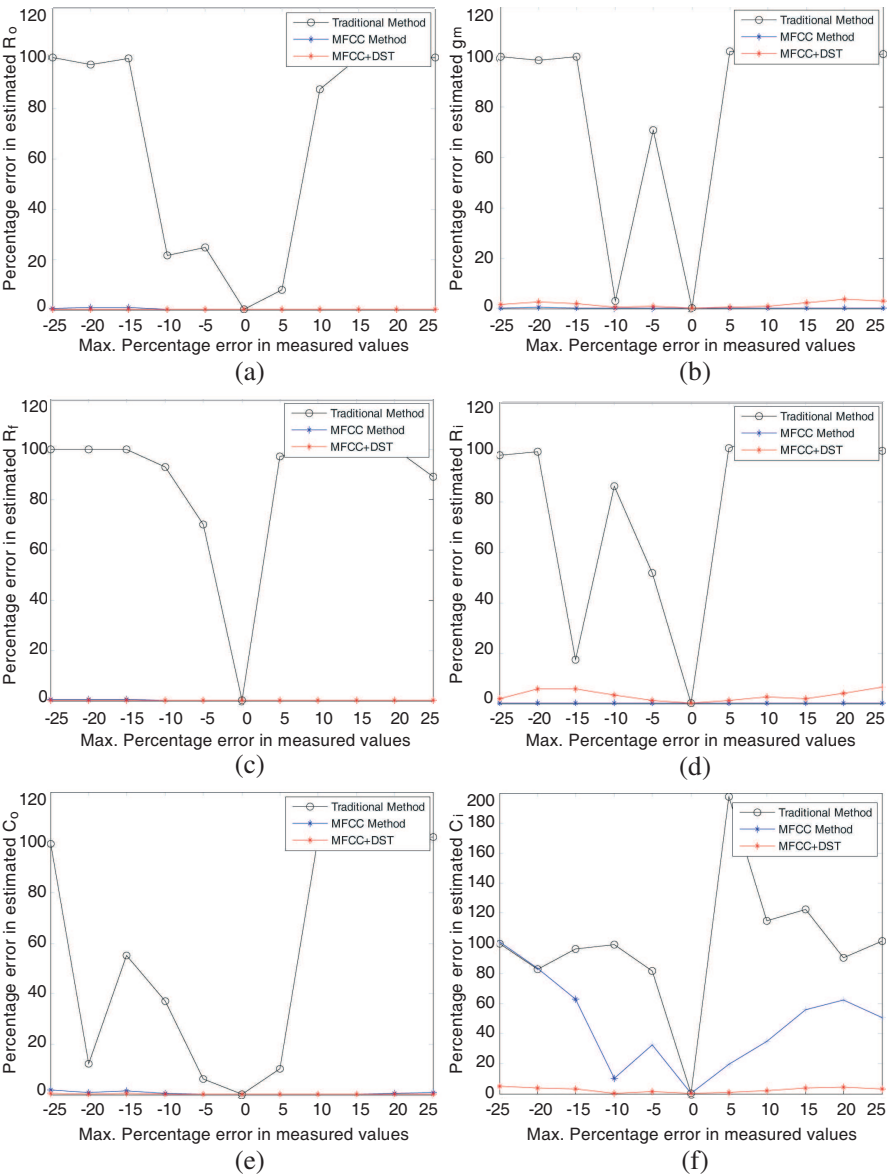 120
100
80
60
40
20
0
Percentage error in estimated Ro
Traditional Method
MFCC Method
MFCC+DST
-25 -20 -15 -10 -5 0 5 10 15 20 25
Max. Percentage error in measured values
(a)
120
100
80
60
40
20
0
Percentage error in estimated gm
Traditional Method
MFCC Method
MFCC+DST
-25 -20 -15 -10 -5 0 5 10 15 20 25
Max. Percentage error in measured values
(b)
120
100
80
60
40
20
0
Percentage error in estimated Rf
Traditional Method
MFCC Method
MFCC+DST
-25 -20 -15 -10 -5 0 5 10 15 20 25
Max. Percentage error in measured values
(c)
120
100
80
60
40
20
0
Percentage error in estimated Ri
Traditional Method
MFCC Method
MFCC+DST
-25 -20 -15 -10 -5 0 5 10 15 20 25
Max. Percentage error in measured values
(d)
120
100
80
60
40
20
0
Percentage error in estimated Co
Traditional Method
MFCC Method
MFCC+DST
-25 -20 -15 -10 -5 0 5 10 15 20 25
Max. Percentage error in measured values
(e)
200
180
160
140
120
100
80
60
40
20
0
Percentage error in estimated Ci
Traditional Method
MFCC Method
MFCC+DST
-25 -20 -15 -10 -5 0 5 10 15 20 25
Max. Percentage error in measured values
(f)